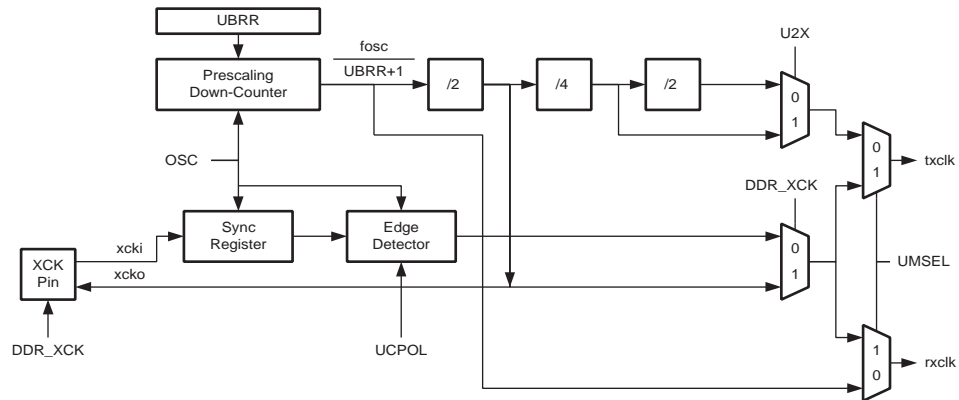 UBRR
fosc
UBRR+1
Prescaling
Down-Counter
/2
/4
/2
U2X
0
1
OSC
0
1
txclk
DDR_XCK
Sync
Register
Edge
Detector
0
1
xcki
xcko
XCK
Pin
UMSEL
DDR_XCK
UCPOL
1
0
rxclk